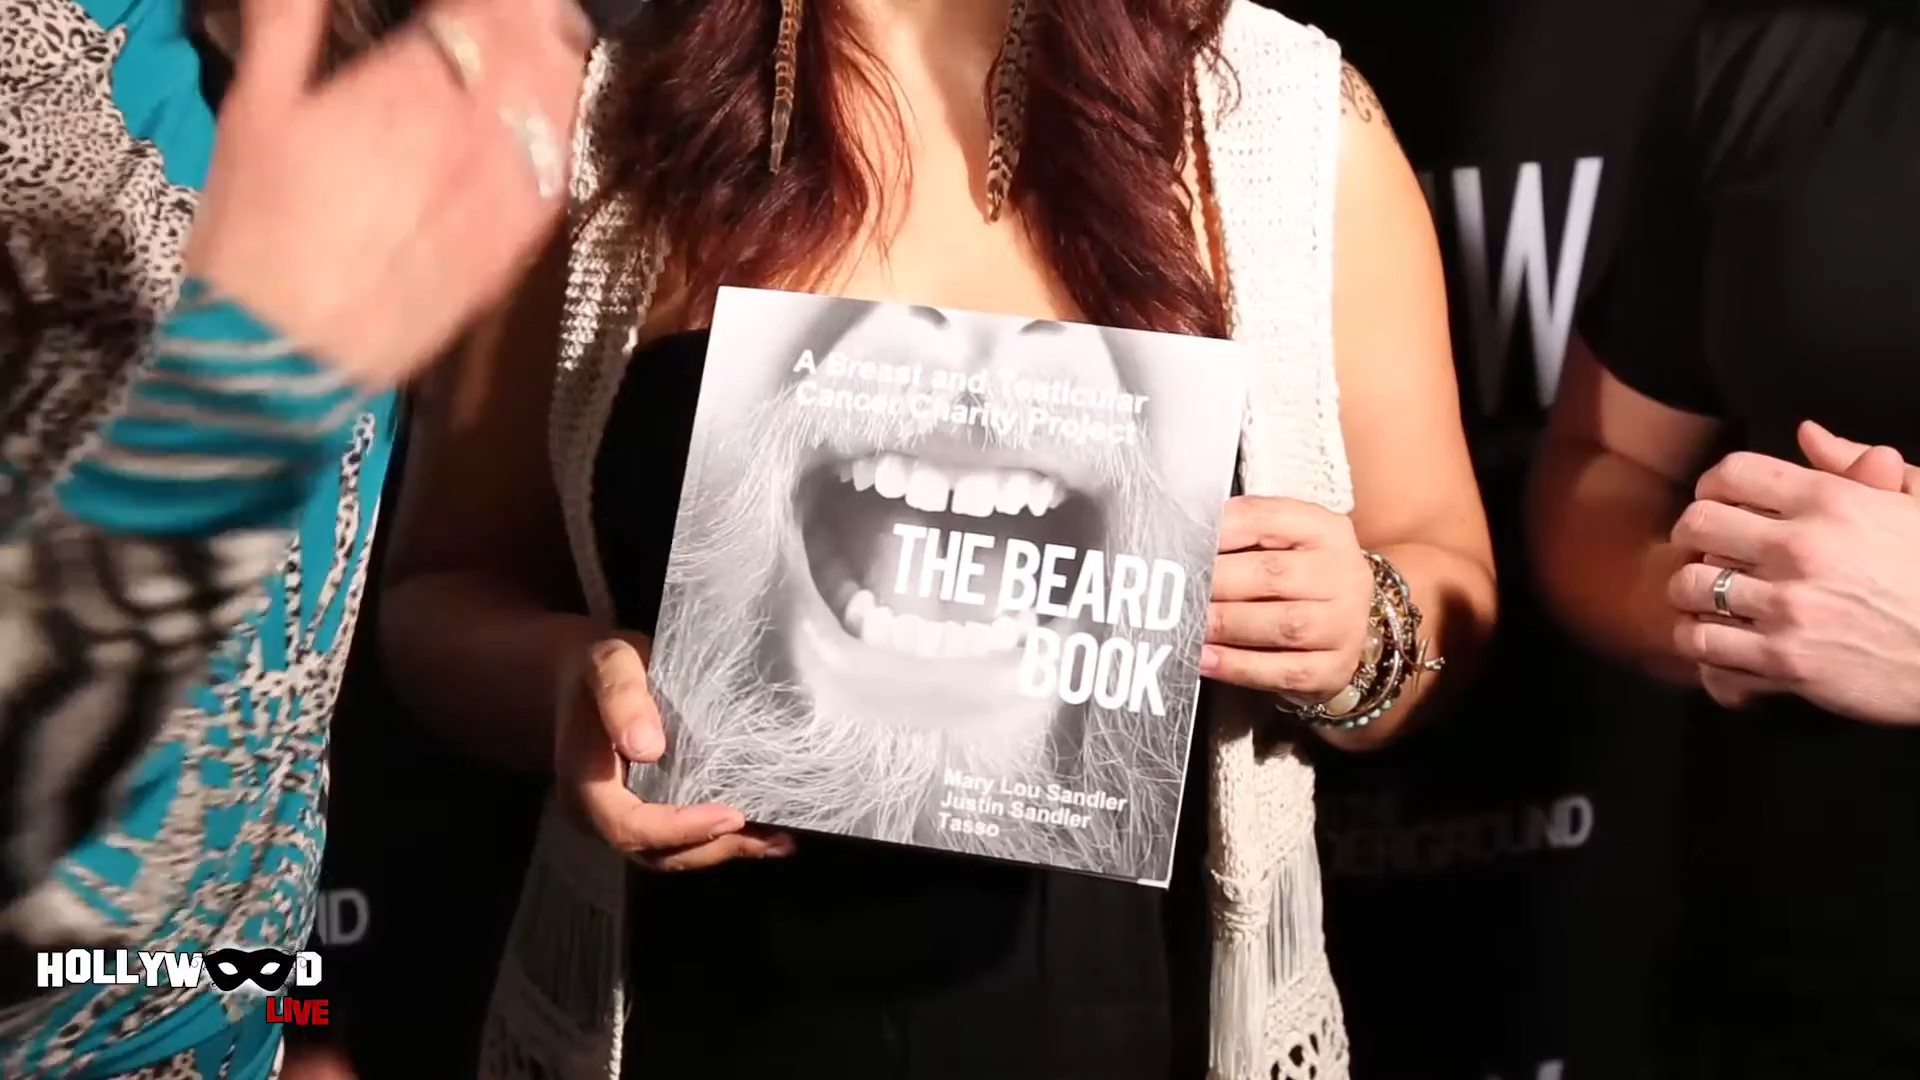 W
A Breast and Testicular
Cancer Charity Project
THE BEARD
BOOK
Mary Lou Sandler
Justin Sandler
Tasso
HOLLYWOOD
LIVE